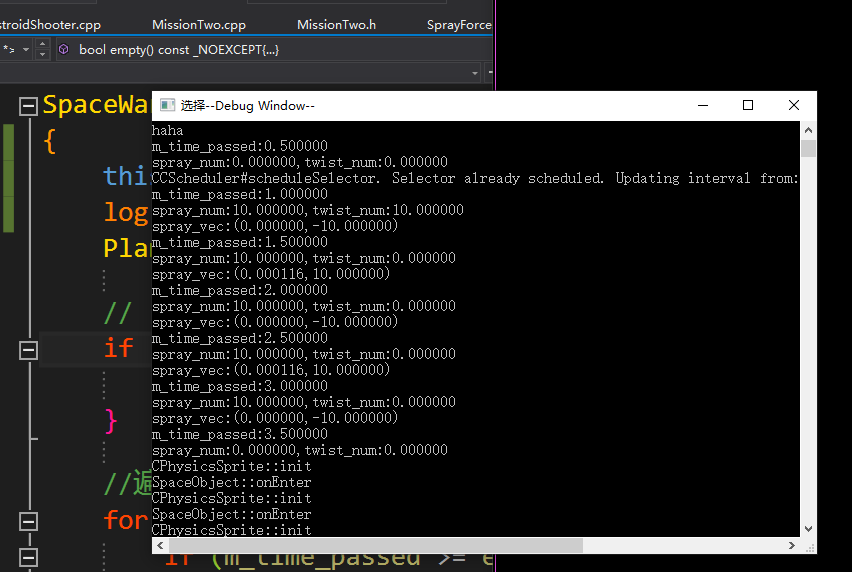 stroidShooter.cpp MissionTwo.cpp MissionTwo.h SprayForce
*> bool empty() const _NOEXCEPT{...}
SpaceWa
选择--Debug Window--
{
thi
log
Pla
//
if
}
//遍
for
haha
m_time_passed:0.500000
spray_num:0.000000,twist_num:0.000000
CCScheduler#scheduleSelector. Selector already scheduled. Updating interval from:
m_time_passed:1.000000
spray_num:10.000000,twist_num:10.000000
spray_vec:(0.000000,-10.000000)
m_time_passed:1.500000
spray_num:10.000000,twist_num:0.000000
spray_vec:(0.000116,10.000000)
m_time_passed:2.000000
spray_num:10.000000,twist_num:0.000000
spray_vec:(0.000000,-10.000000)
m_time_passed:2.500000
spray_num:10.000000,twist_num:0.000000
spray_vec:(0.000116,10.000000)
m_time_passed:3.000000
spray_num:10.000000,twist_num:0.000000
spray_vec:(0.000000,-10.000000)
m_time_passed:3.500000
spray_num:0.000000,twist_num:0.000000
CPhysicsSprite::init
SpaceObject::onEnter
CPhysicsSprite::init
SpaceObject::onEnter
CPhysicsSprite::init
if (m_time_passed >= e